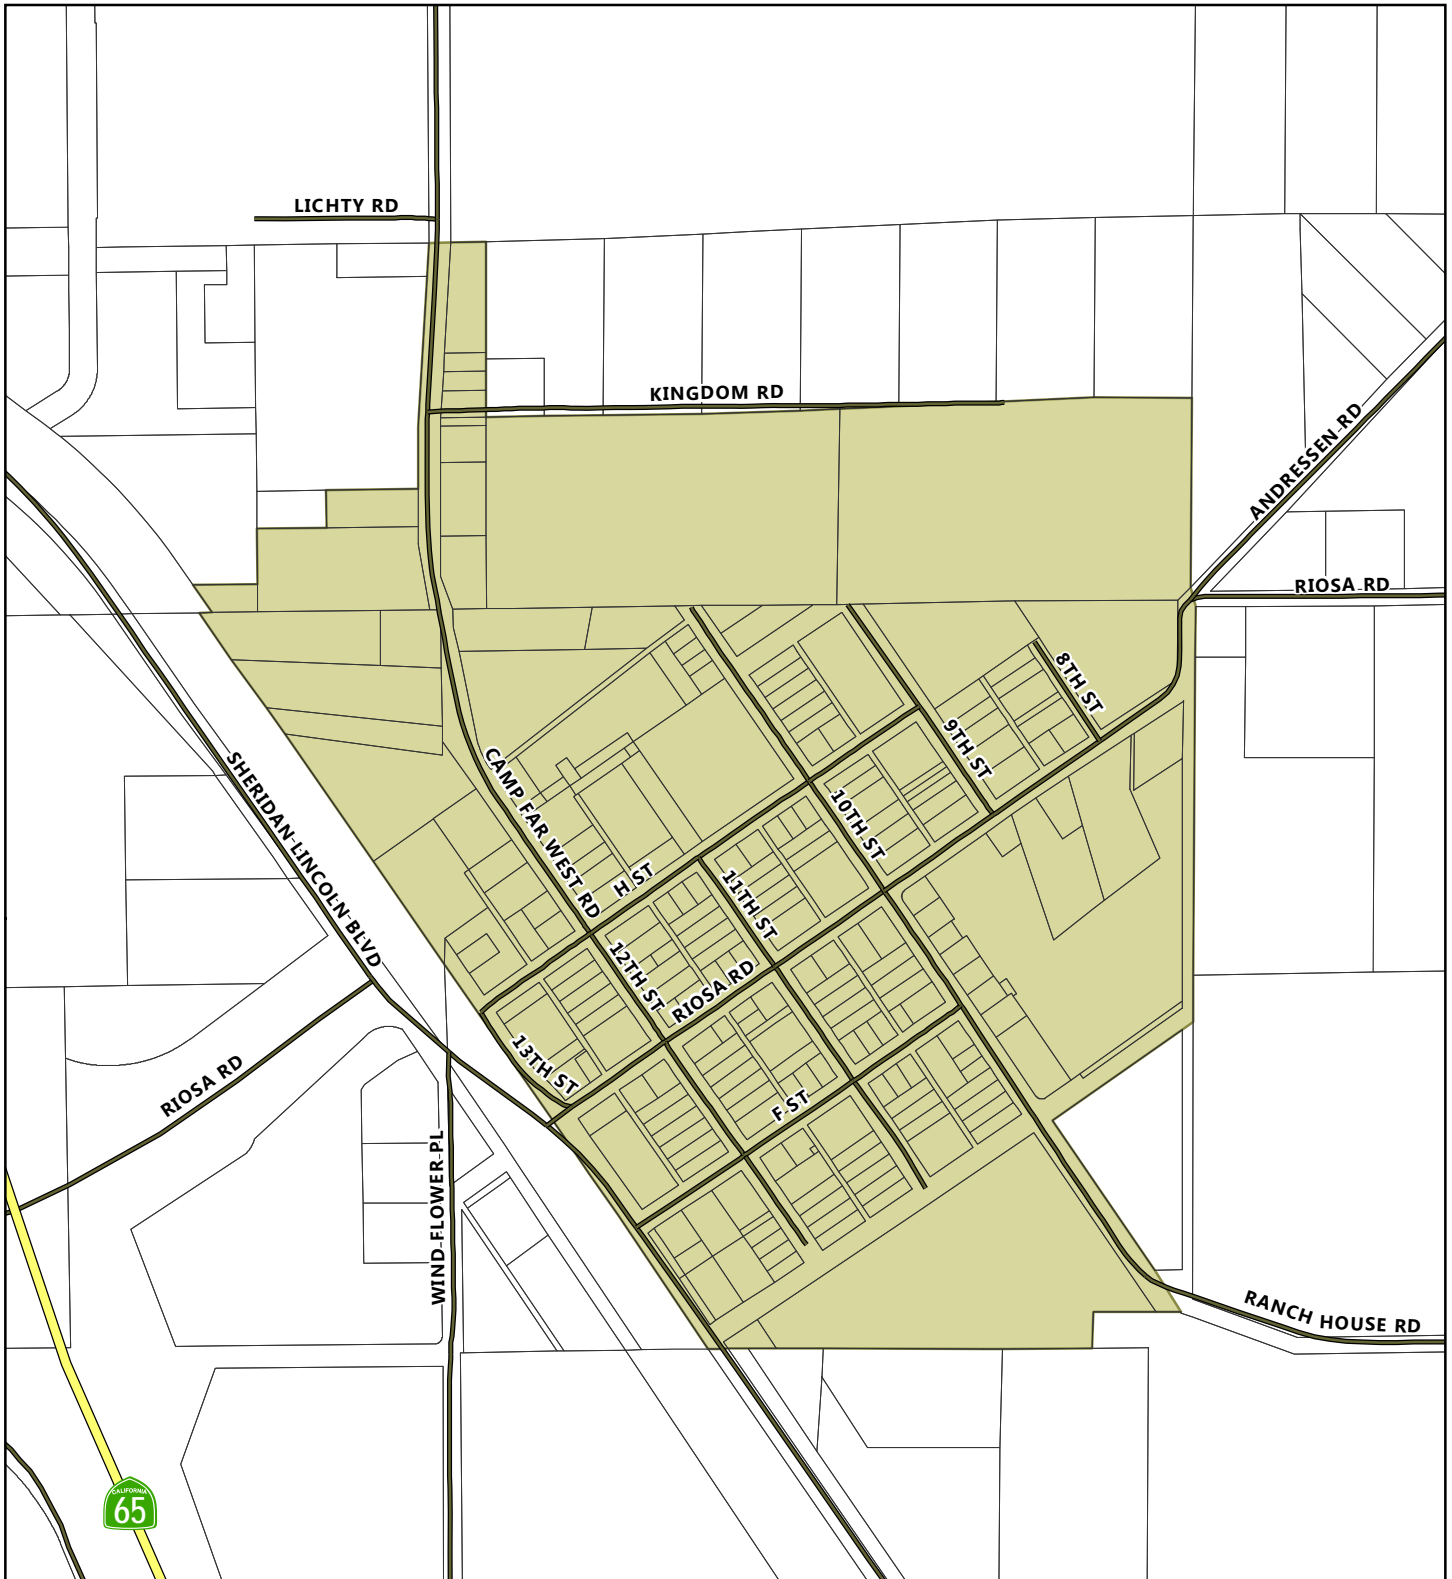 LICHTY RD
KINGDOM RD
ANDRESSEN RD
RIOSA RD
8TH ST
9TH ST
SHERIDAN-LINCOLN BLVD
CAMP FAR WEST RD
10TH ST
H ST
11TH ST
12TH ST
RIOSA RD
13TH ST
RIOSA RD
F ST
WIND FLOWER PL
RANCH HOUSE RD
CALIFORNIA
65